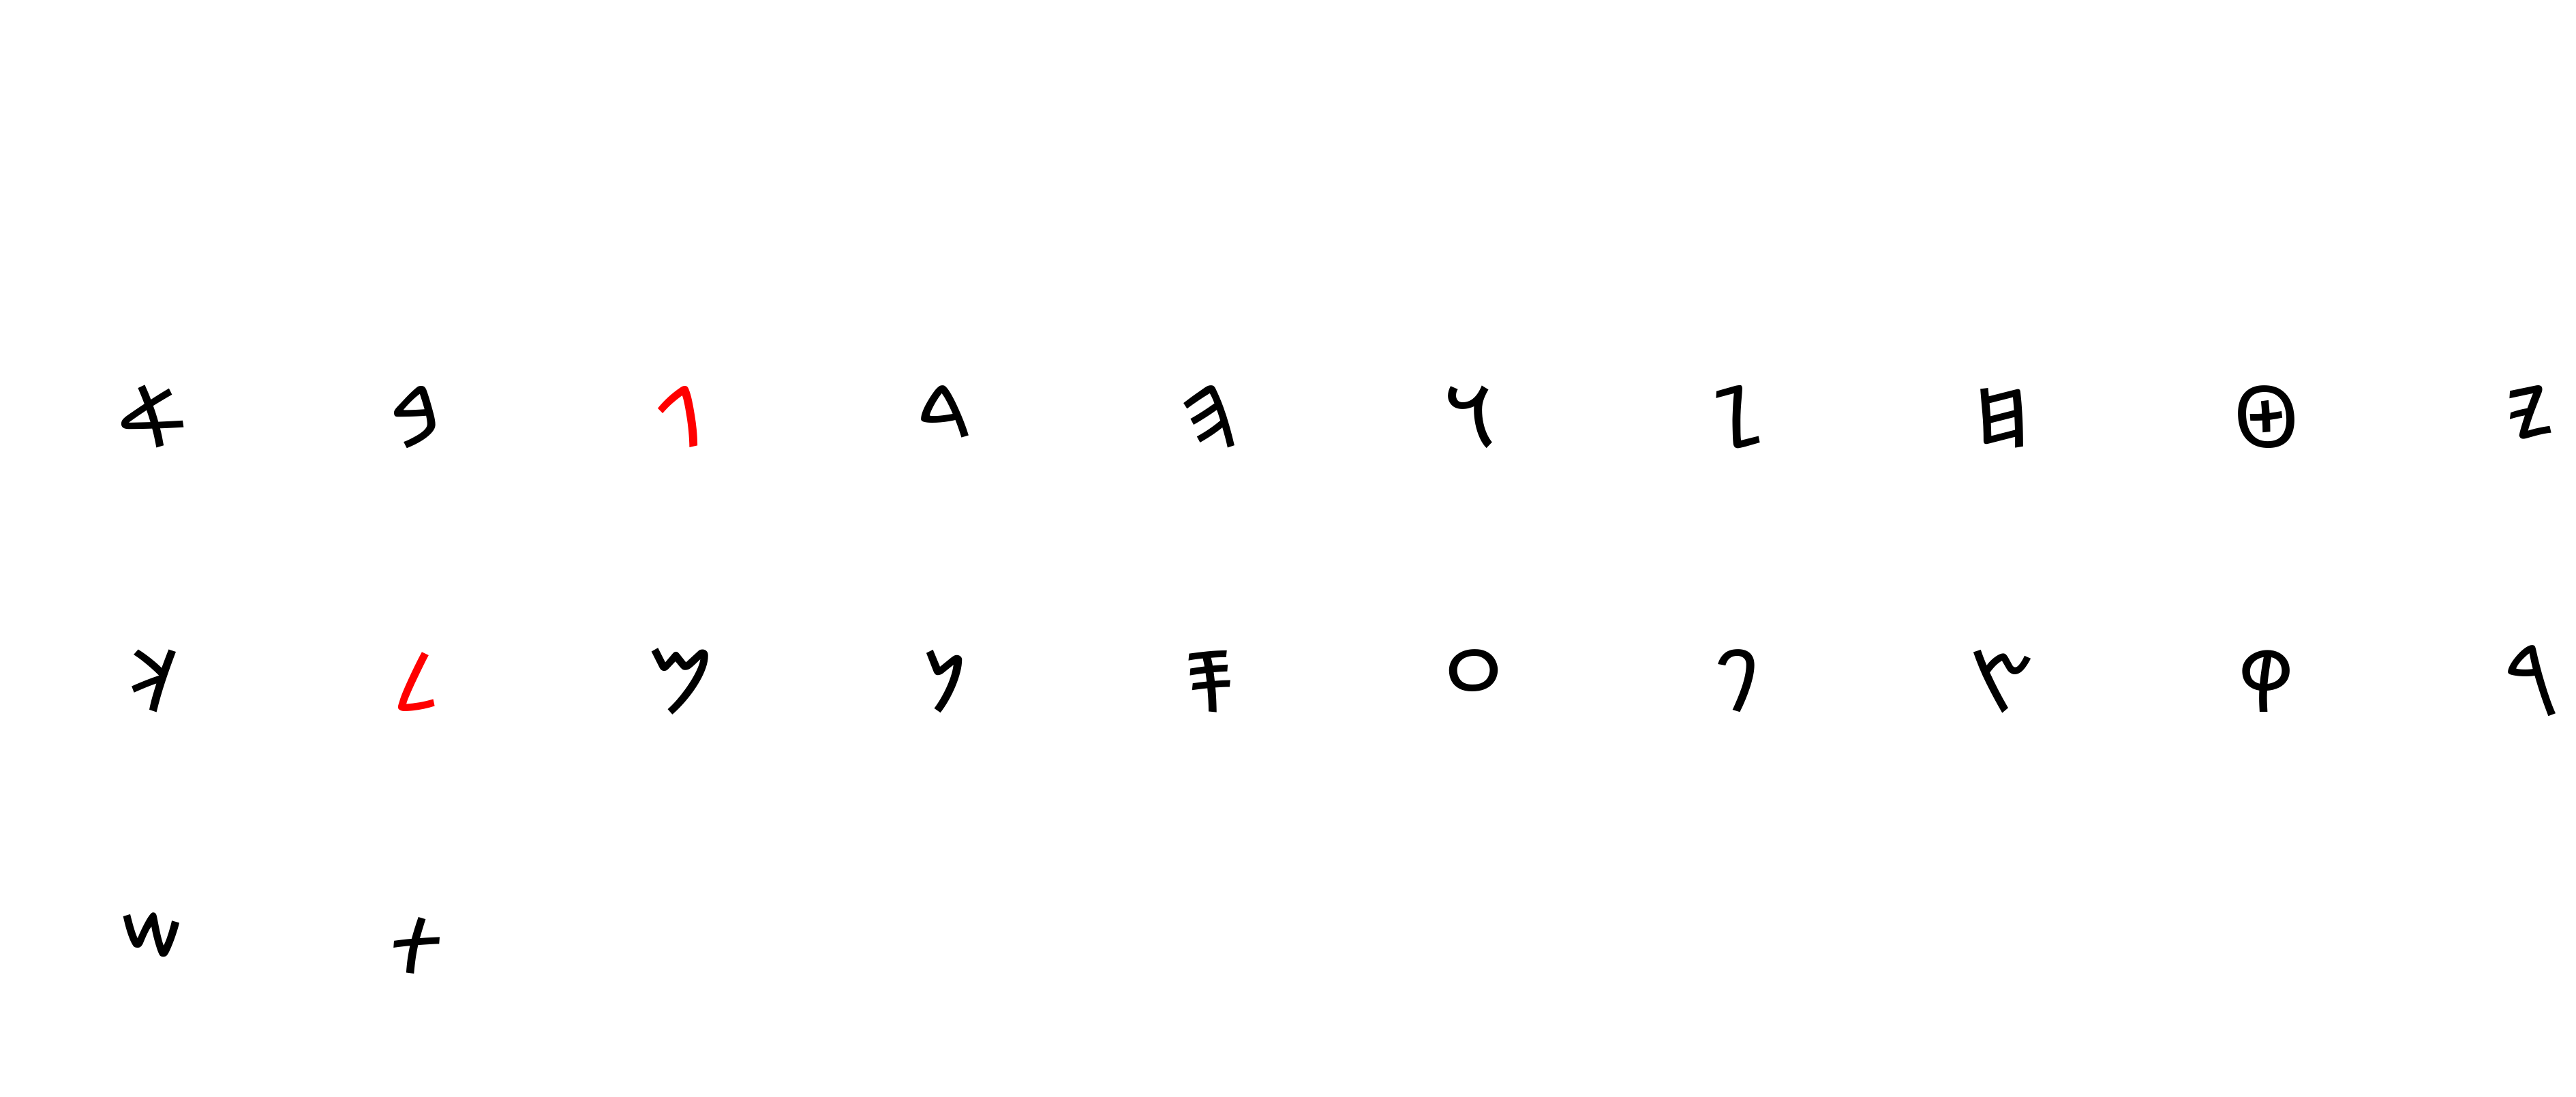 𐤀 𐤁 𐤂 𐤃 𐤄 𐤅 𐤆 𐤇 𐤈 𐤉
𐤊 𐤋 𐤌 𐤍 𐤎 𐤏 𐤐 𐤑 𐤒 𐤓
𐤔 𐤕